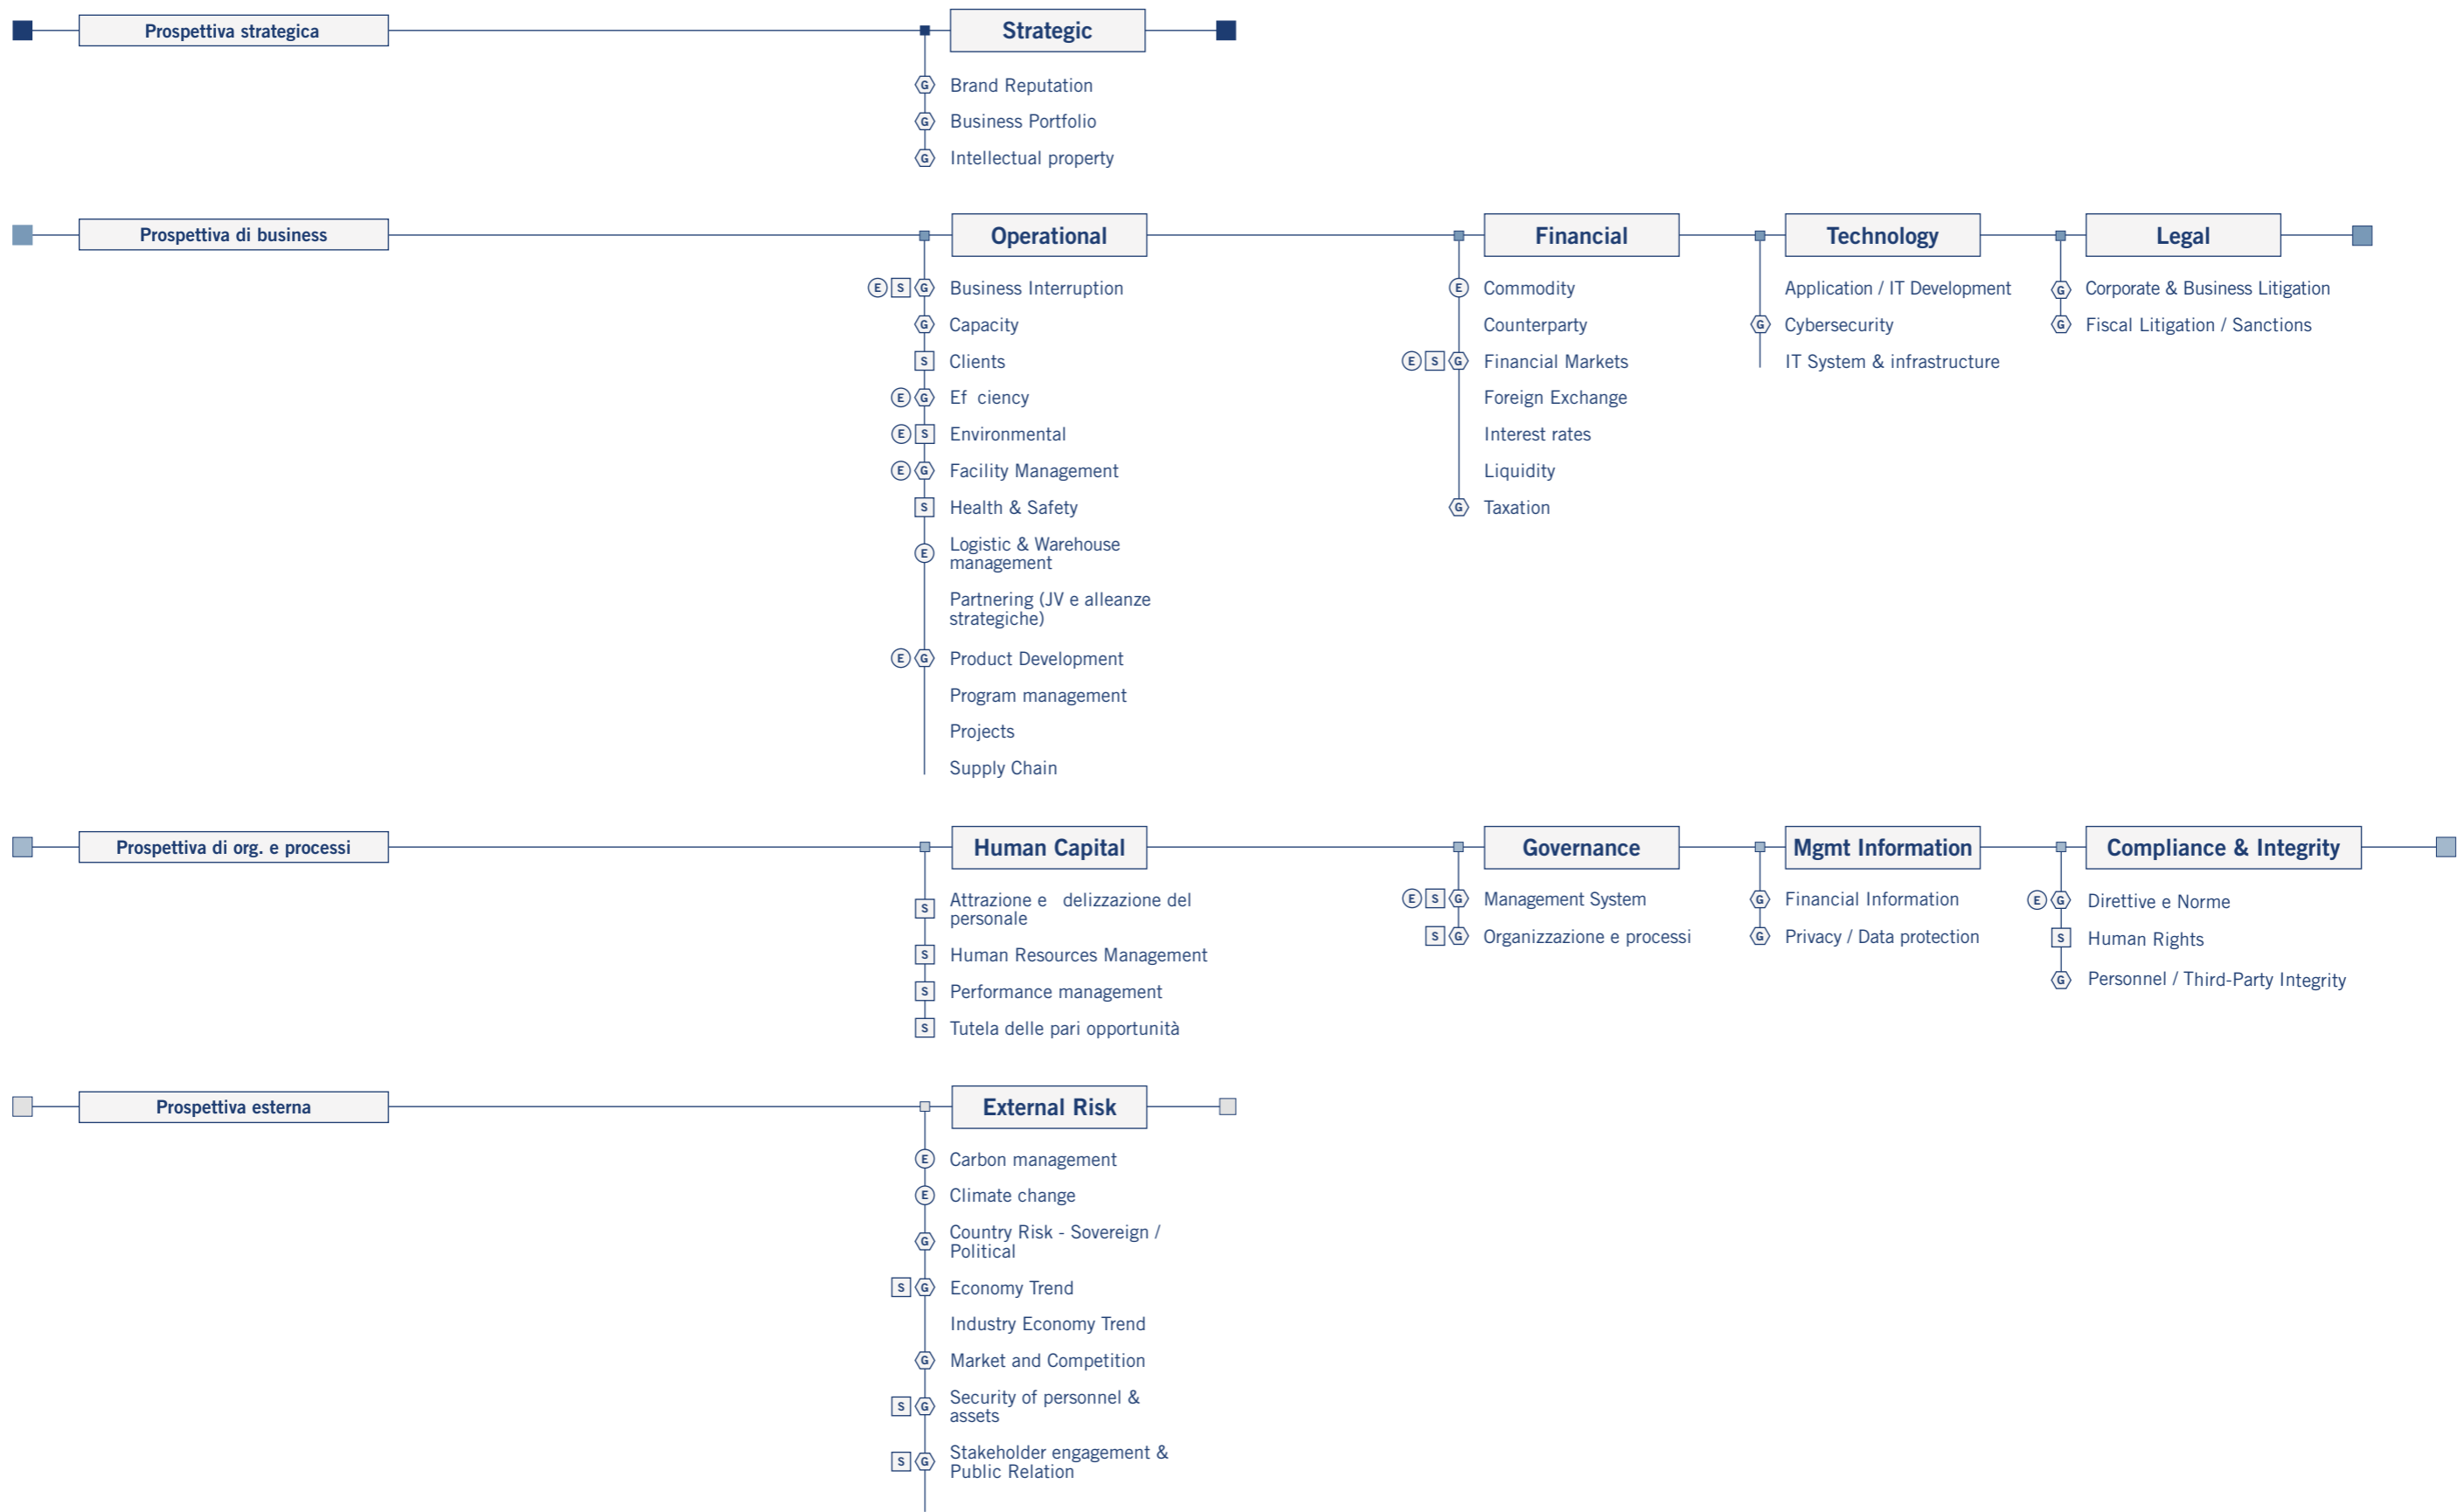 Prospettiva strategica
Strategic
G Brand Reputation
G Business Portfolio
G Intellectual property
Prospettiva di business
Operational
Financial
Technology
Legal
E S G Business Interruption
G Capacity
S Clients
E G Ef ciency
E S Environmental
E G Facility Management
S Health & Safety
E Logistic & Warehouse
management
Partnering (JV e alleanze
strategiche)
E G Product Development
Program management
Projects
Supply Chain
E Commodity
Counterparty
E S G Financial Markets
Foreign Exchange
Interest rates
Liquidity
G Taxation
Application / IT Development
G Cybersecurity
IT System & infrastructure
G Corporate & Business Litigation
G Fiscal Litigation / Sanctions
Prospettiva di org. e processi
Human Capital
Governance
Mgmt Information
Compliance & Integrity
S Attrazione e delizzazione del
personale
S Human Resources Management
S Performance management
S Tutela delle pari opportunità
E S G Management System
S G Organizzazione e processi
G Financial Information
G Privacy / Data protection
E G Direttive e Norme
S Human Rights
G Personnel / Third-Party Integrity
Prospettiva esterna
External Risk
E Carbon management
E Climate change
G Country Risk - Sovereign /
Political
S G Economy Trend
Industry Economy Trend
G Market and Competition
S G Security of personnel &
assets
S G Stakeholder engagement &
Public Relation